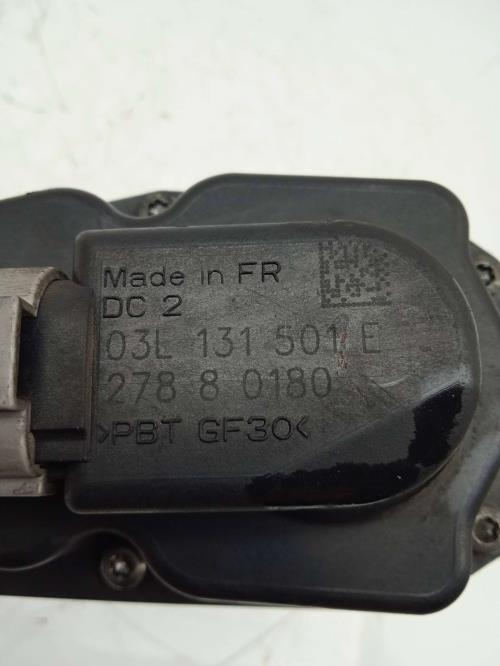 Made in FR
DC 2
03L 131 501 E
278 8 0180
>PBT GF30<